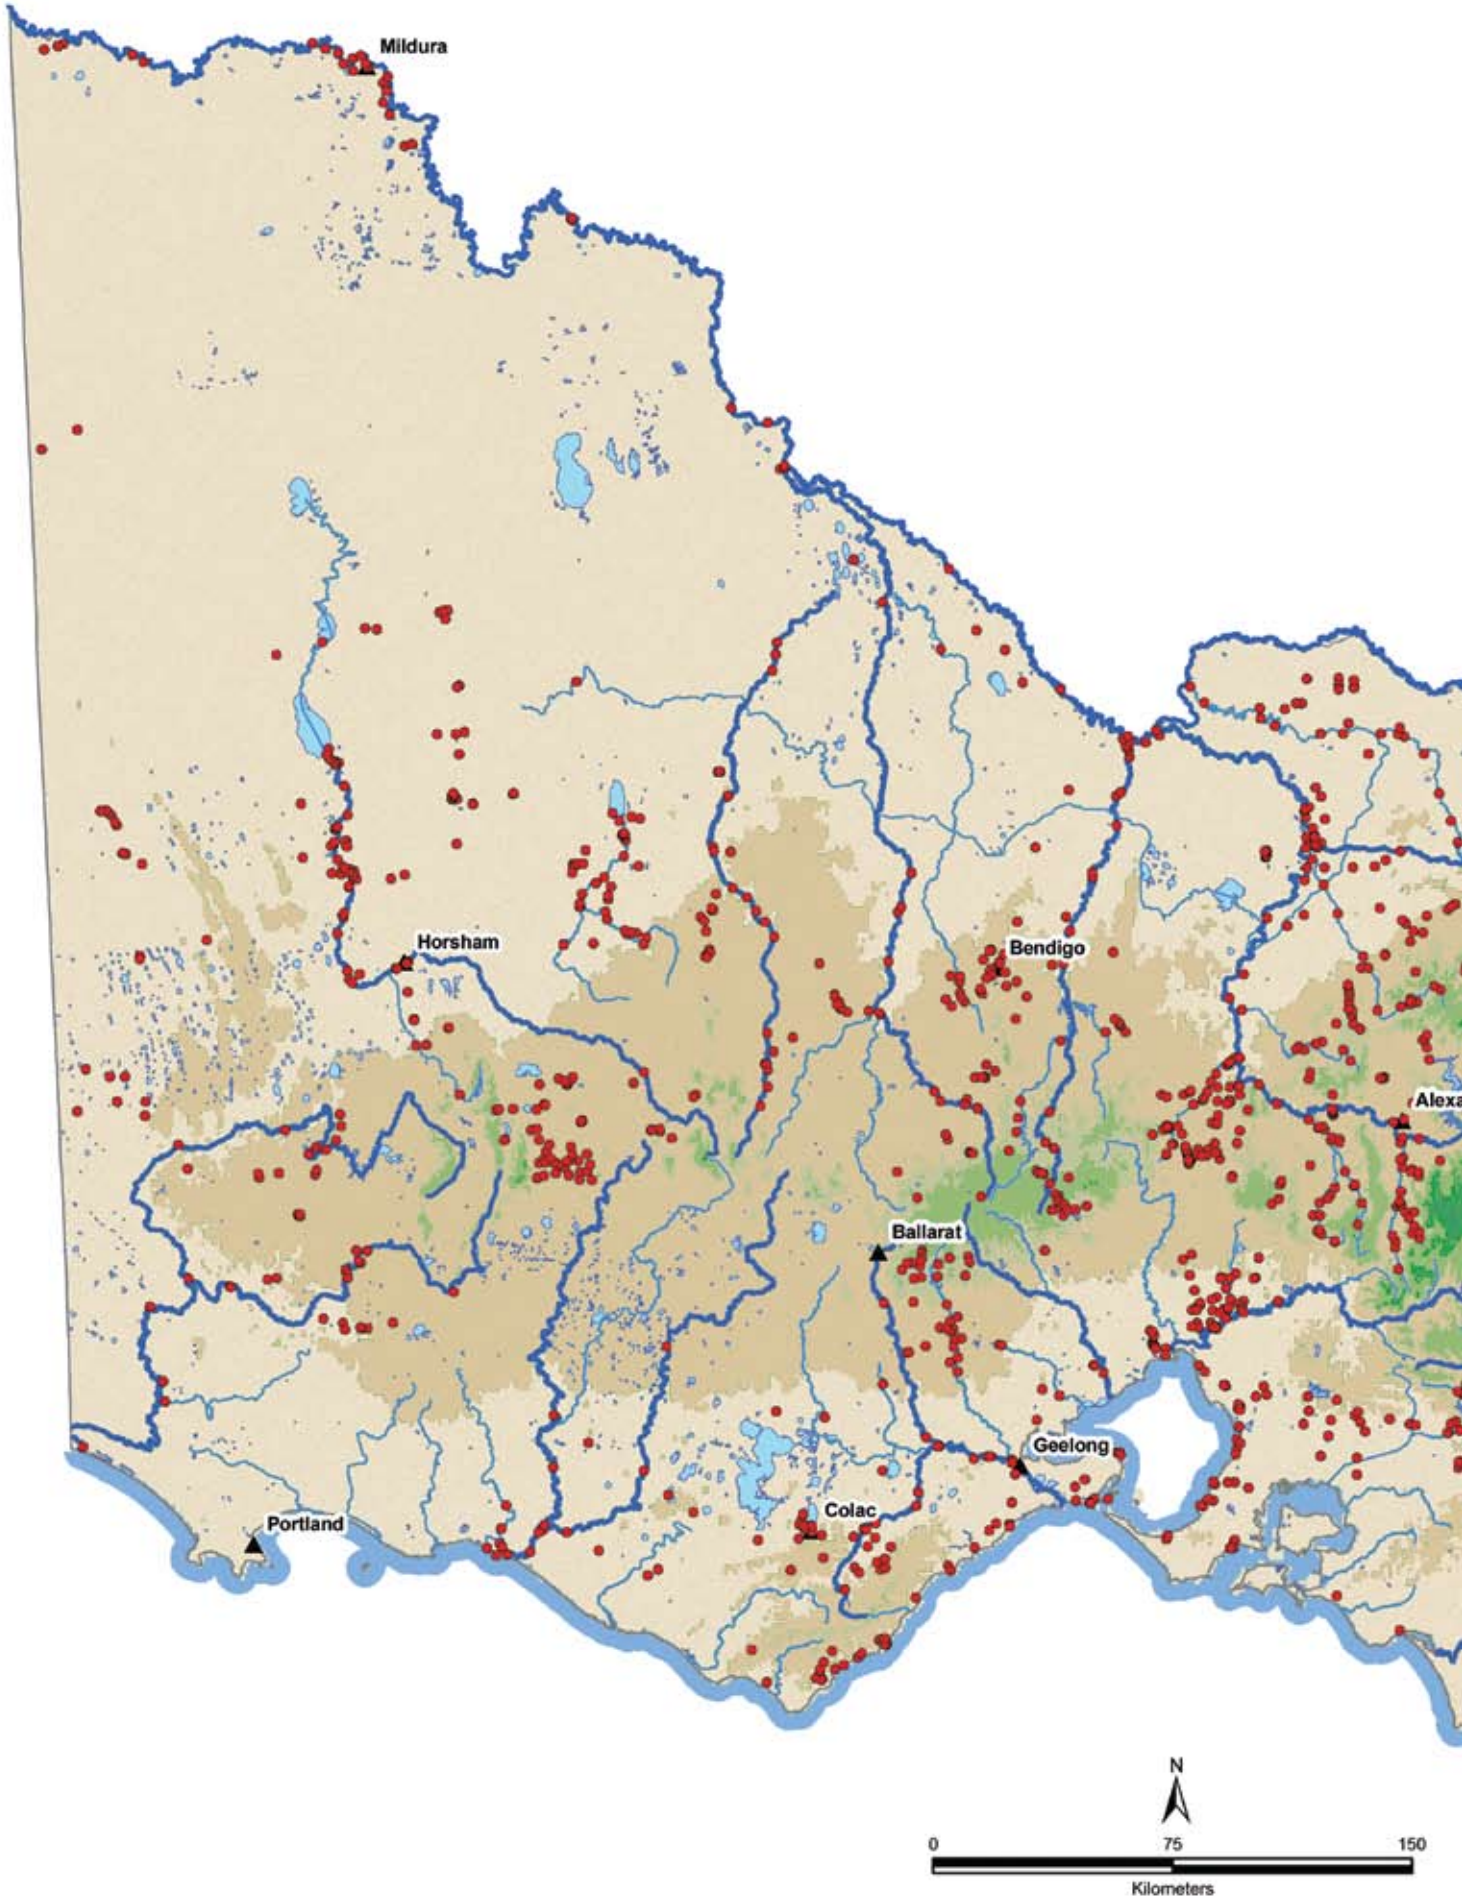 Mildura
Horsham
Bendigo
Alexa
Ballarat
Geelong
Colac
Portland
N
0 75 150
Kilometers